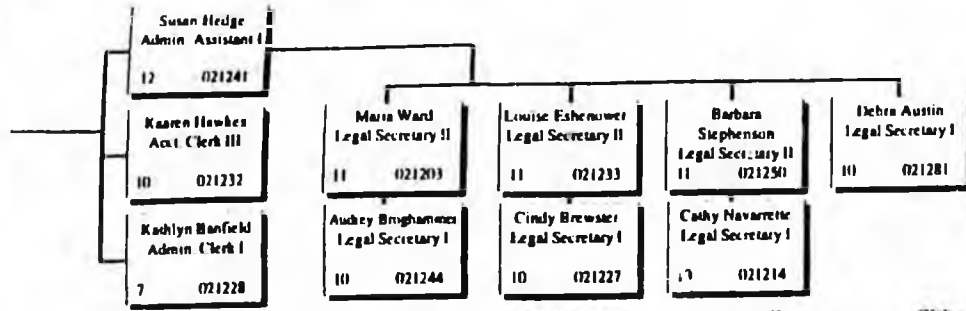 Susan Hedge
Admin. Assistant I
12 021241
Kaaren Hawkes
Acct. Clerk III
10 021232
Kathlyn Banfield
Admin. Clerk I
7 021228
Maria Ward
Legal Secretary II
11 021203
Audrey Broghammer
Legal Secretary I
10 021244
Louise Eshenower
Legal Secretary II
11 021233
Cindy Brewster
Legal Secretary I
10 021227
Barbara
Stephenson
Legal Secretary II
11 021250
Cathy Navarrette
Legal Secretary I
021214
Debra Austin
Legal Secretary I
10 021281